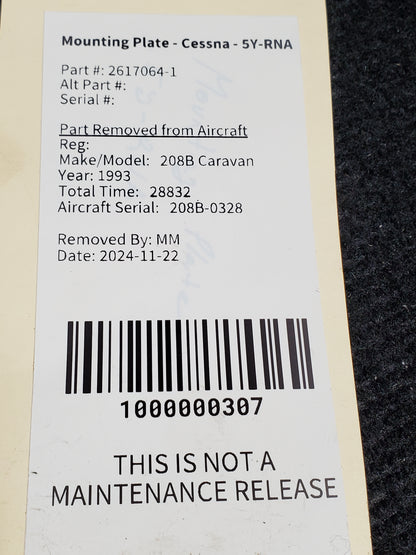 Mounting Plate - Cessna - 5Y-RNA
Part #: 2617064-1
Alt Part #:
Serial #:
Part Removed from Aircraft
Reg:
Make/Model: 208B Caravan
Year: 1993
Total Time: 28832
Aircraft Serial: 208B-0328
Removed By: MM
Date: 2024-11-22
1000000307
THIS IS NOT A
MAINTENANCE RELEASE